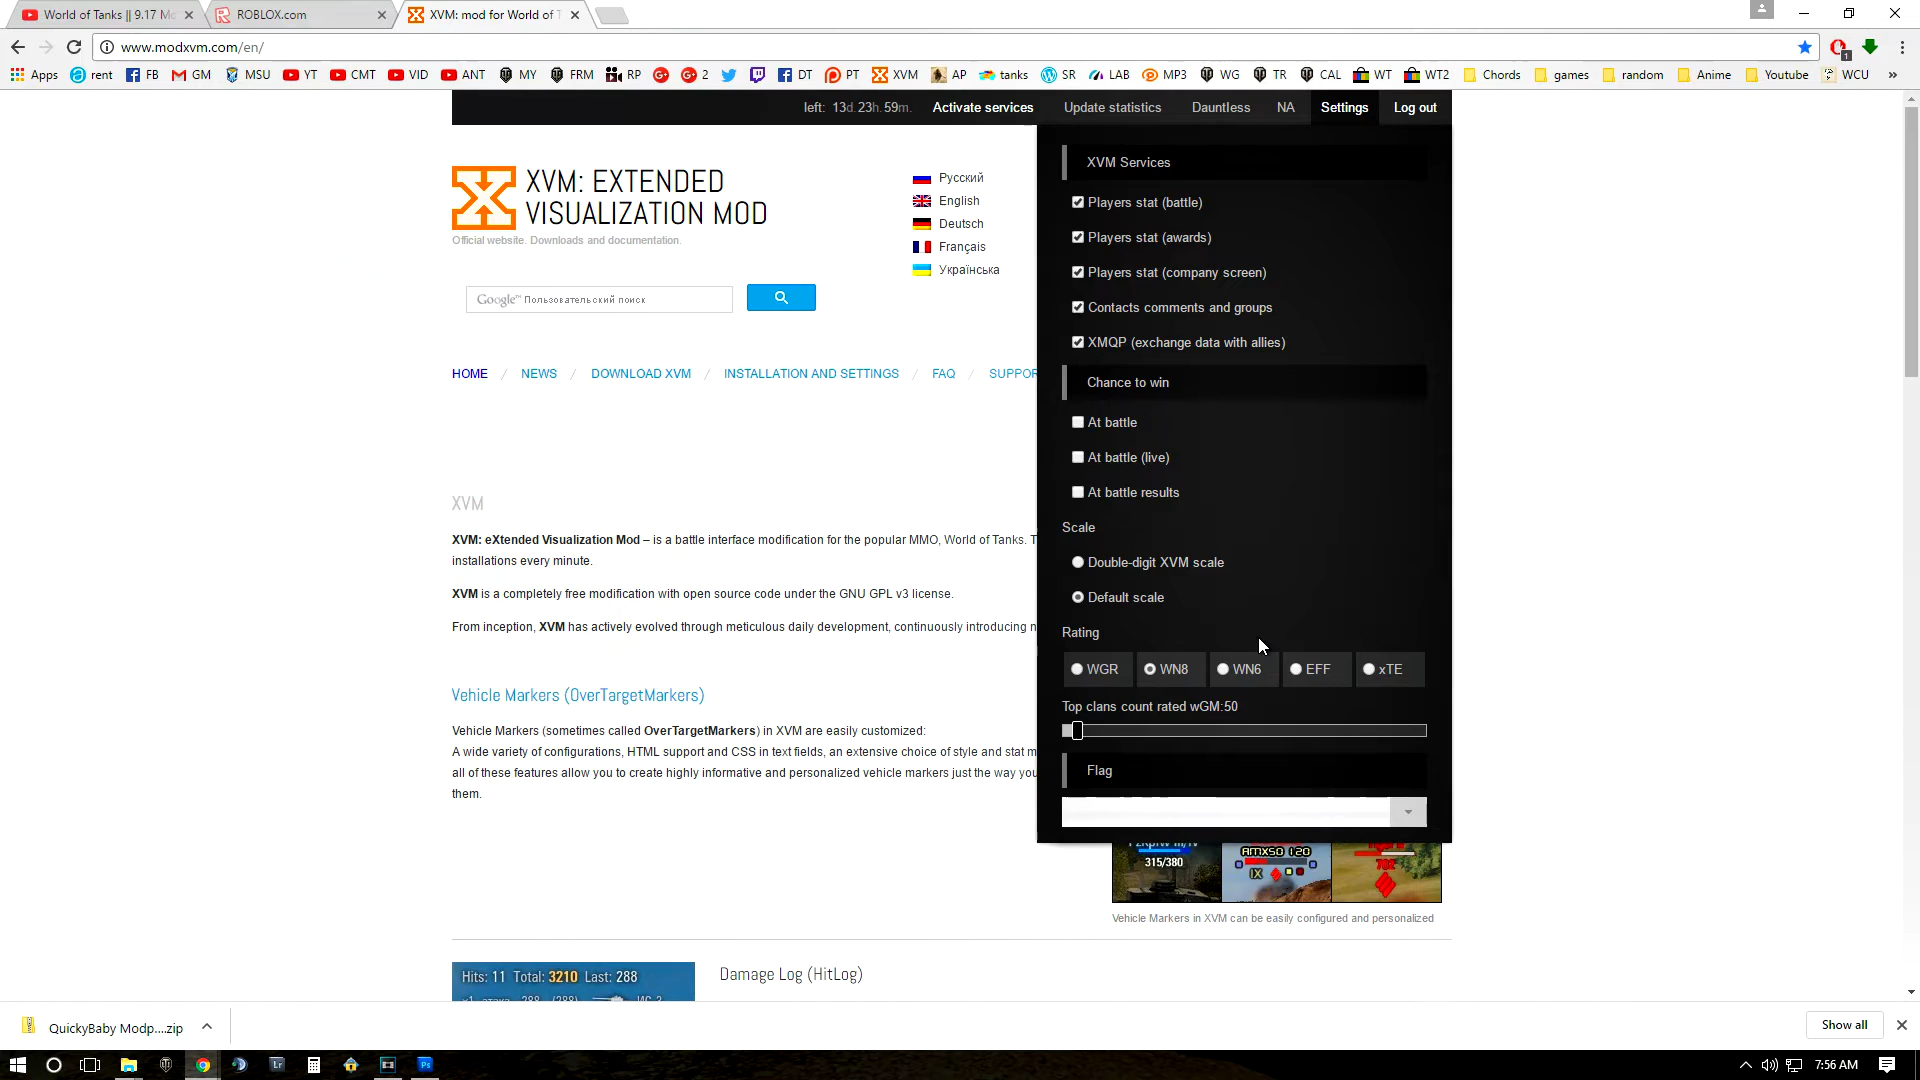 World of Tanks || 9.17 Mo
ROBLOX.com
XVM: mod for World of T
www.modxvm.com/en/
Apps rent FB GM MSU YT CMT VID ANT MY FRM RP 2 DT PT XVM AP tanks SR LAB MP3 WG TR CAL WT WT2 Chords games random Anime Youtube WCU »
left: 13d.23h.59m. Activate services Update statistics Dauntless NA Settings Log out
XVM: EXTENDED
VISUALIZATION MOD
Official website. Downloads and documentation.
Русский
English
Deutsch
Français
Українська
Google™ Пользовательский поиск
HOME / NEWS / DOWNLOAD XVM / INSTALLATION AND SETTINGS / FAQ / SUPPOR
XVM Services
Players stat (battle)
Players stat (awards)
Players stat (company screen)
Contacts comments and groups
XMQP (exchange data with allies)
Chance to win
At battle
At battle (live)
At battle results
Scale
Double-digit XVM scale
Default scale
Rating
WGR WN8 WN6 EFF xTE
Top clans count rated wGM:50
Flag
XVM
XVM: eXtended Visualization Mod – is a battle interface modification for the popular MMO, World of Tanks. T
installations every minute.
XVM is a completely free modification with open source code under the GNU GPL v3 license.
From inception, XVM has actively evolved through meticulous daily development, continuously introducing n
Vehicle Markers (OverTargetMarkers)
Vehicle Markers (sometimes called OverTargetMarkers) in XVM are easily customized:
A wide variety of configurations, HTML support and CSS in text fields, an extensive choice of style and stat m
all of these features allow you to create highly informative and personalized vehicle markers just the way you
them.
315/380
AMX50 120
IX
702
Vehicle Markers in XVM can be easily configured and personalized
Hits: 11 Total: 3210 Last: 288
Damage Log (HitLog)
QuickyBaby Modp....zip
Show all
Lr Ps
7:56 AM